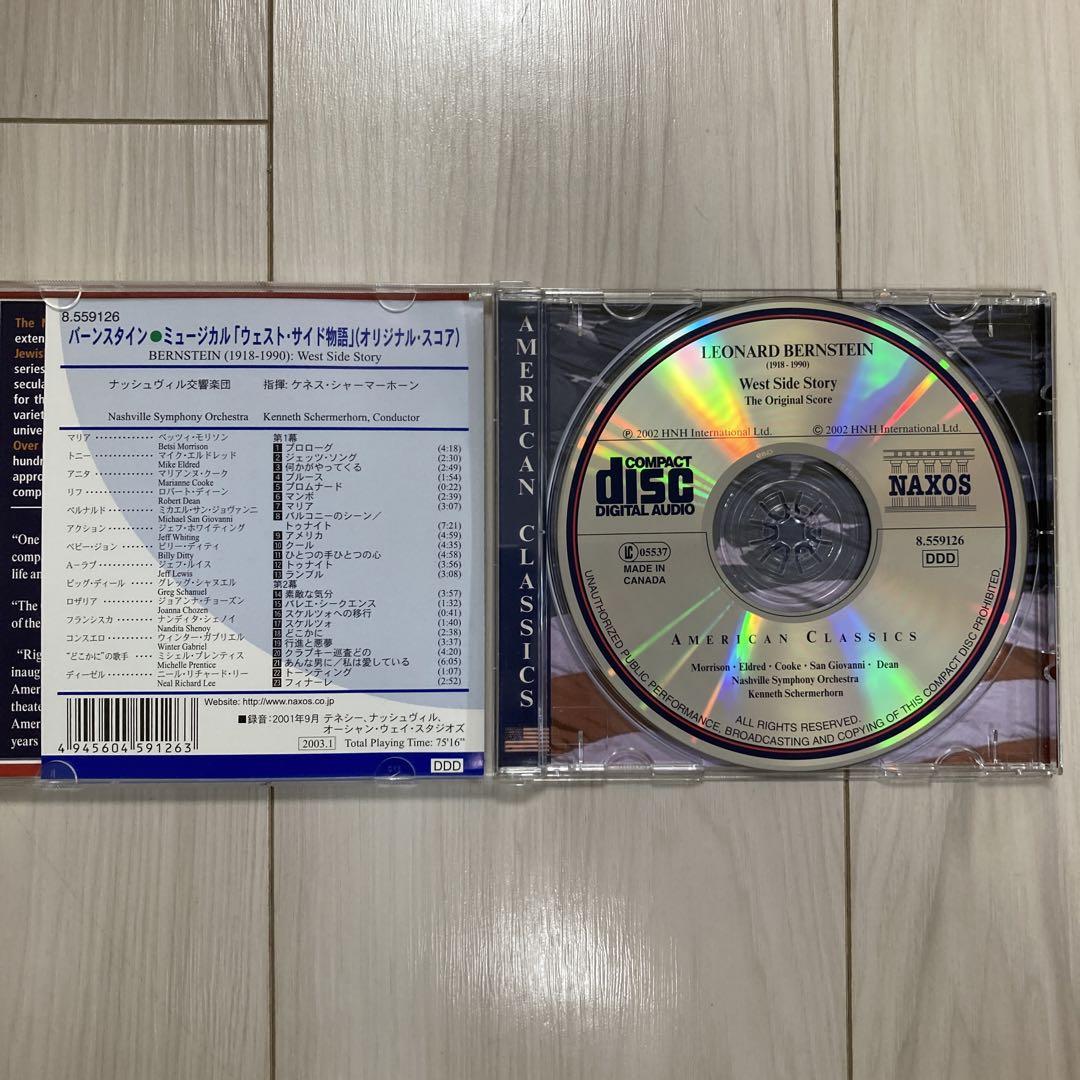 The
exten
Jewis
series
secula
for th
variet
unive
Over
hund
appro
comp
"One
compa
life an
"The
of the
"Rig
inaug
Amer
theate
Amer
years
8.559126
バーンスタイン●ミュージカル「ウェスト・サイド物語」(オリジナル・スコア)
BERNSTEIN (1918-1990): West Side Story
ナッシュヴィル交響楽団 指揮: ケネス・シャーマーホーン
Nashville Symphony Orchestra Kenneth Schermerhorn, Conductor
マリア ············ ベッツィ・モリソン
Betsi Morrison
トニー ············ マイク・エルドレッド
Mike Eldred
アニタ ············ マリアンヌ・クーク
Marianne Cooke
リフ ············ ロバート・ディーン
Robert Dean
ベルナルド ········ ミカエル・サン・ジョヴァンニ
Michael San Giovanni
アクション ········ ジェフ・ホワイティング
Jeff Whiting
ベビー・ジョン ····· ビリー・ディティ
Billy Ditty
A－ラブ ············ ジェフ・ルイス
Jeff Lewis
ビッグ・ディール ···· グレッグ・シャヌエル
Greg Schanuel
ロザリア ············ ジョアンナ・チョーズン
Joanna Chozen
フランシスカ ········ ナンディタ・シェノイ
Nandita Shenoy
コンスエロ ·········· ウィンター・ガブリエル
Winter Gabriel
"どこかに"の歌手 ···· ミシェル・プレンティス
Michelle Prentice
ディーゼル ·········· ニール・リチャード・リー
Neal Richard Lee
第1幕
1 プロローグ (4:18)
2 ジェッツ・ソング (2:30)
3 何かがやってくる (2:49)
4 ブルース (1:54)
5 プロムナード (0:22)
6 マンボ (2:39)
7 マリア (3:07)
8 バルコニーのシーン／
トゥナイト (7:21)
9 アメリカ (4:59)
10 クール (4:35)
11 ひとつの手ひとつの心 (4:58)
12 トゥナイト (3:56)
13 ランブル (3:08)
第2幕
14 素敵な気分 (3:57)
15 バレエ・シークエンス (1:32)
16 スケルツォへの移行 (0:41)
17 スケルツォ (1:40)
18 どこかに (2:38)
19 行進と悪夢 (4:37)
20 クラプキー巡査どの (4:20)
21 あんな男に／私は愛している (6:05)
22 トーンティング (1:07)
23 フィナーレ (2:52)
Website: http://www.naxos.co.jp
■録音: 2001年9月 テネシー、ナッシュヴィル、
オーシャン・ウェイ・スタジオズ
4 945604 591263
2003.1 Total Playing Time: 75'16"
DDD
AMERICAN CLASSICS
LEONARD BERNSTEIN
(1918 - 1990)
West Side Story
The Original Score
Ⓟ 2002 HNH International Ltd. © 2002 HNH International Ltd.
COMPACT
disc
DIGITAL AUDIO
NAXOS
LC 05537
MADE IN
CANADA
8.559126
DDD
AMERICAN CLASSICS
Morrison · Eldred · Cooke · San Giovanni · Dean
Nashville Symphony Orchestra
Kenneth Schermerhorn
ALL RIGHTS RESERVED.
UNAUTHORIZED PUBLIC PERFORMANCE, BROADCASTING AND COPYING OF THIS COMPACT DISC PROHIBITED.